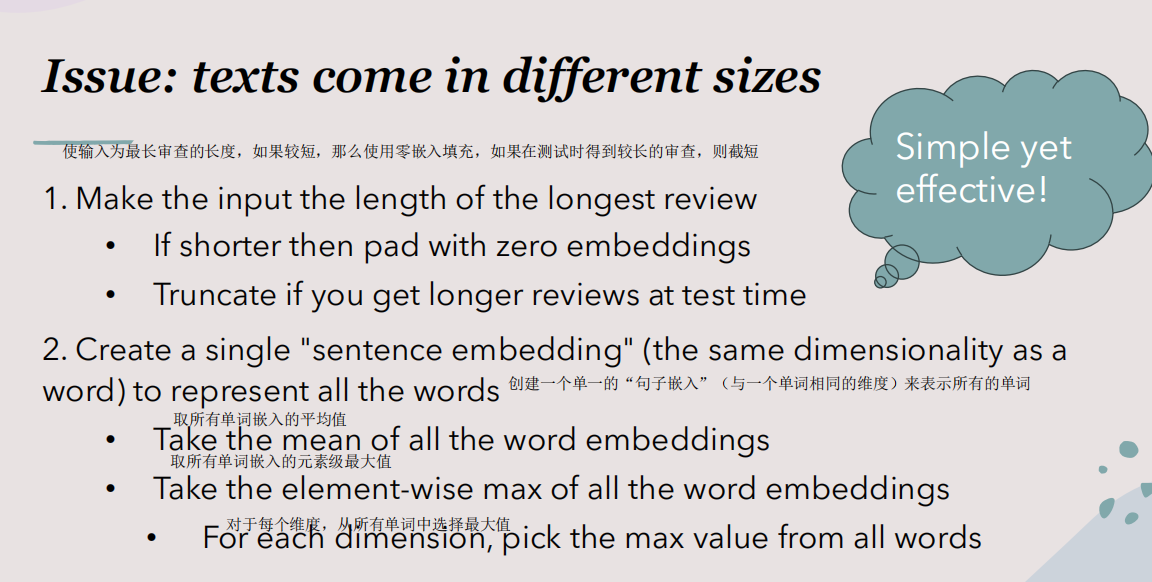 Issue: texts come in different sizes
使输入为最长审查的长度，如果较短，那么使用零嵌入填充，如果在测试时得到较长的审查，则截短
Simple yet
effective!
1. Make the input the length of the longest review
• If shorter then pad with zero embeddings
• Truncate if you get longer reviews at test time
2. Create a single "sentence embedding" (the same dimensionality as a
word) to represent all the words 创建一个单一的“句子嵌入”（与一个单词相同的维度）来表示所有的单词
取所有单词嵌入的平均值
• Take the mean of all the word embeddings
取所有单词嵌入的元素级最大值
• Take the element-wise max of all the word embeddings
对于每个维度，从所有单词中选择最大值
• For each dimension, pick the max value from all words